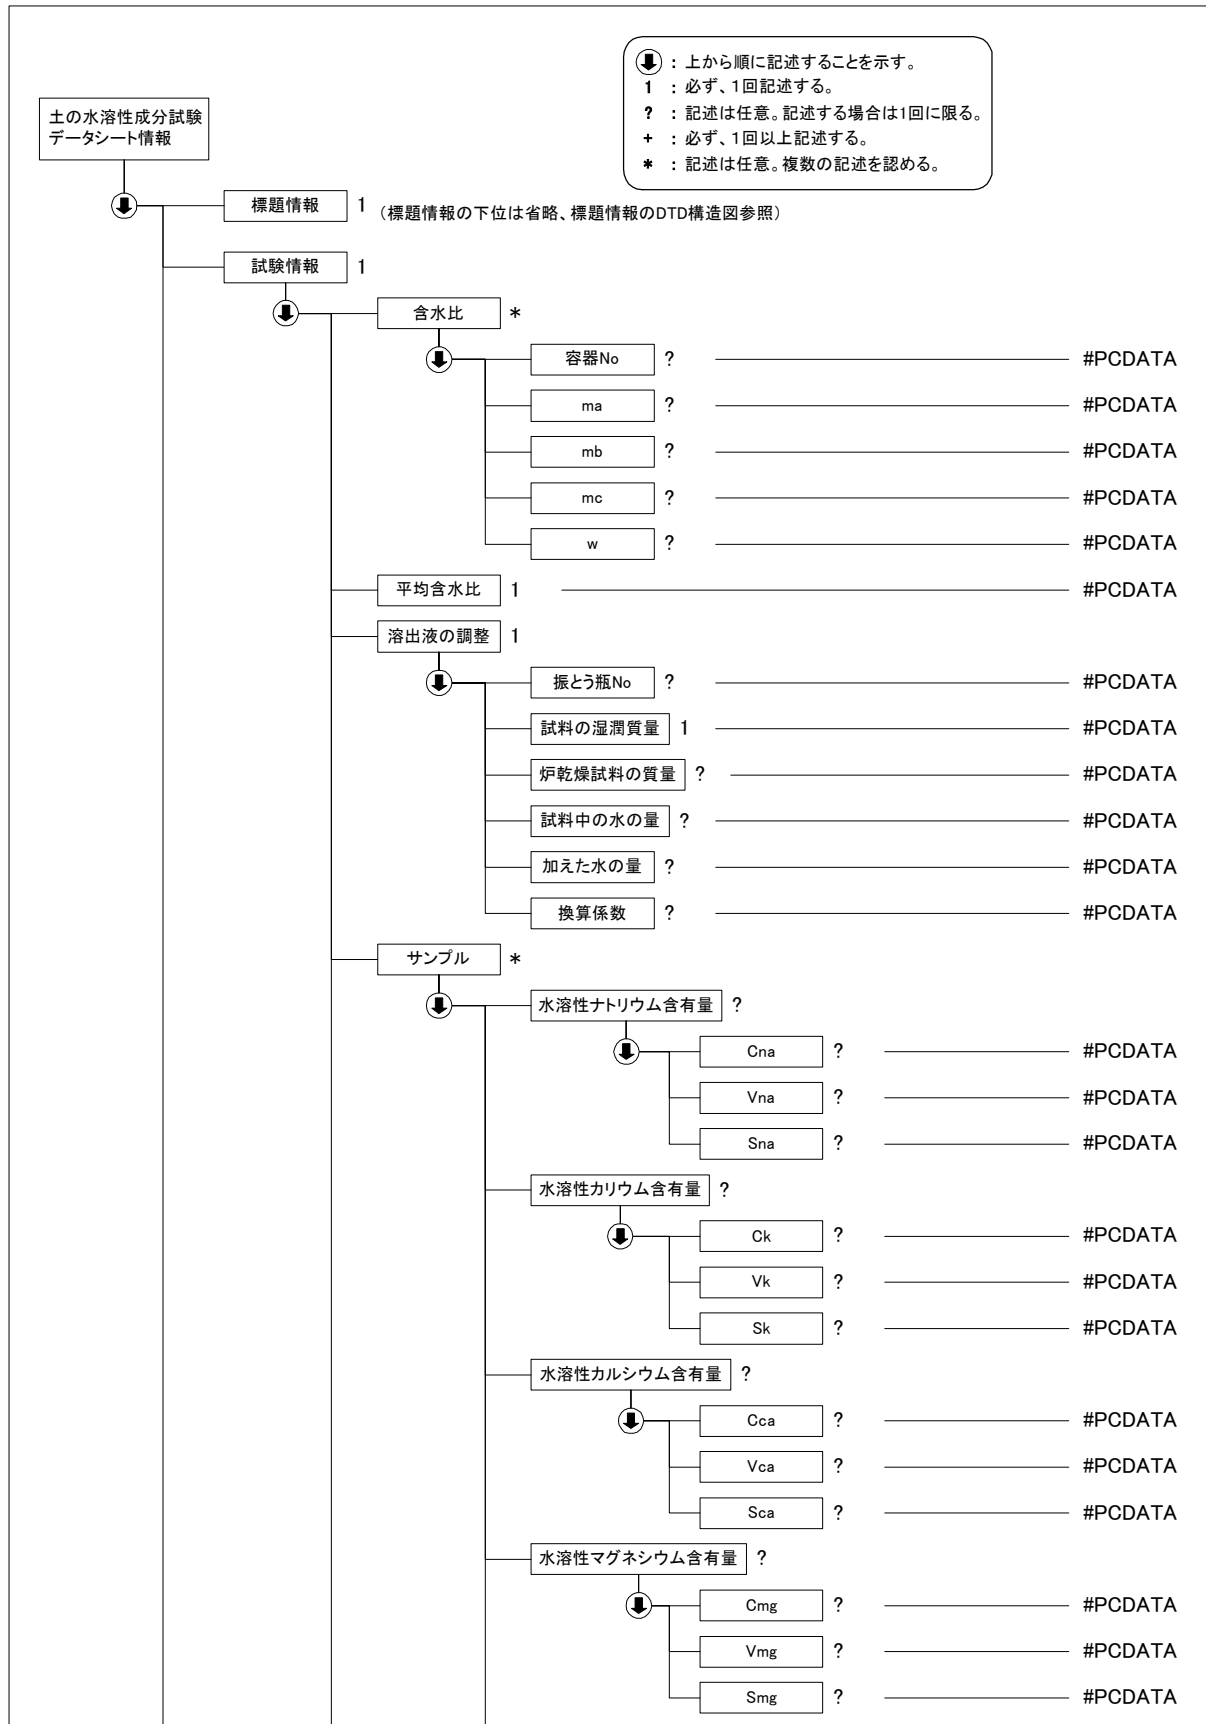 ：上から順に記述することを示す。
1 ：必ず、1回記述する。
? ：記述は任意。記述する場合は1回に限る。
+ ：必ず、1回以上記述する。
* ：記述は任意。複数の記述を認める。
土の水溶性成分試験
データシート情報
標題情報 1 （標題情報の下位は省略、標題情報のDTD構造図参照）
試験情報 1
含水比 *
容器No ? #PCDATA
ma ? #PCDATA
mb ? #PCDATA
mc ? #PCDATA
w ? #PCDATA
平均含水比 1 #PCDATA
溶出液の調整 1
振とう瓶No ? #PCDATA
試料の湿潤質量 1 #PCDATA
炉乾燥試料の質量 ? #PCDATA
試料中の水の量 ? #PCDATA
加えた水の量 ? #PCDATA
換算係数 ? #PCDATA
サンプル *
水溶性ナトリウム含有量 ?
Cna ? #PCDATA
Vna ? #PCDATA
Sna ? #PCDATA
水溶性カリウム含有量 ?
Ck ? #PCDATA
Vk ? #PCDATA
Sk ? #PCDATA
水溶性カルシウム含有量 ?
Cca ? #PCDATA
Vca ? #PCDATA
Sca ? #PCDATA
水溶性マグネシウム含有量 ?
Cmg ? #PCDATA
Vmg ? #PCDATA
Smg ? #PCDATA